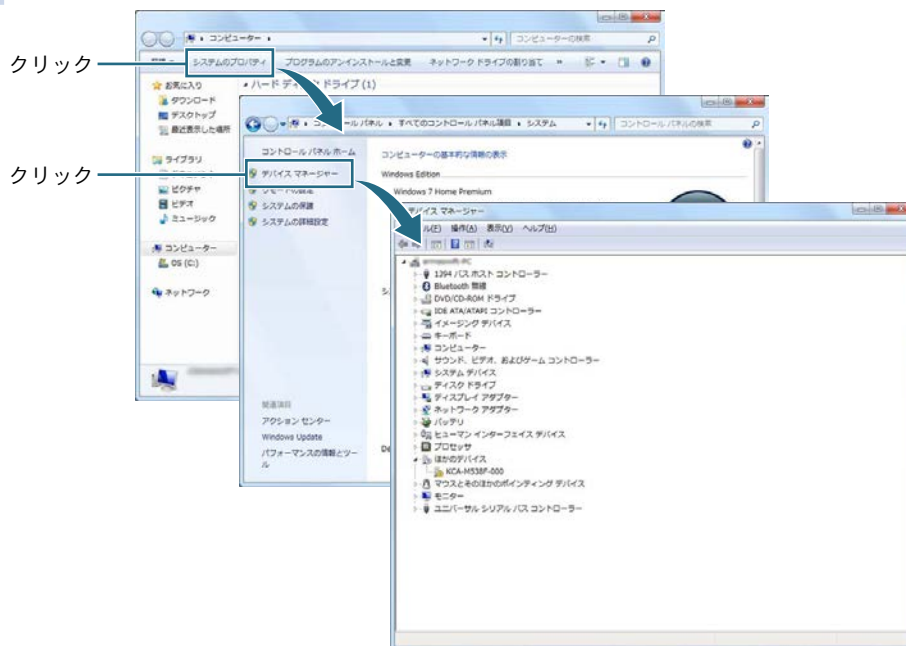 コンピューター
コンピューターの検索
クリック
システムのプロパティ
プログラムのアンインストールと変更
ネットワーク ドライブの割り当て »
お気に入り
ダウンロード
デスクトップ
最近表示した場所
ライブラリ
ピクチャ
ビデオ
ミュージック
コンピューター
OS (C:)
ネットワーク
ハード ディスク ドライブ (1)
すべてのコントロール パネル項目
システム
コントロール パネルの検索
コントロール パネル ホーム
クリック
デバイス マネージャー
リモートの設定
システムの保護
システムの詳細設定
関連項目
アクション センター
Windows Update
パフォーマンスの情報とツー
ル
コンピューターの基本的な情報の表示
Windows Edition
Windows 7 Home Premium
デバイス マネージャー
操作(A)
表示(V)
ヘルプ(H)
1394 バス ホスト コントローラー
Bluetooth 無線
DVD/CD-ROM ドライブ
IDE ATA/ATAPI コントローラー
イメージング デバイス
キーボード
コンピューター
サウンド、ビデオ、およびゲーム コントローラー
システム デバイス
ディスク ドライブ
ディスプレイ アダプター
ネットワーク アダプター
バッテリ
ヒューマン インターフェイス デバイス
プロセッサ
ほかのデバイス
KCA-M538F-000
マウスとそのほかのポインティング デバイス
モニター
ユニバーサル シリアル バス コントローラー